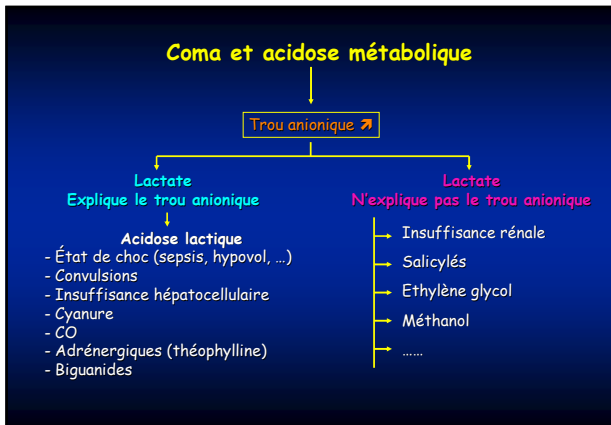 Coma et acidose métabolique
Trou anionique ↗
Lactate
Explique le trou anionique
Acidose lactique
- État de choc (sepsis, hypovol, …)
- Convulsions
- Insuffisance hépatocellulaire
- Cyanure
- CO
- Adrénergiques (théophylline)
- Biguanides
Lactate
N'explique pas le trou anionique
Insuffisance rénale
Salicylés
Ethylène glycol
Méthanol
……